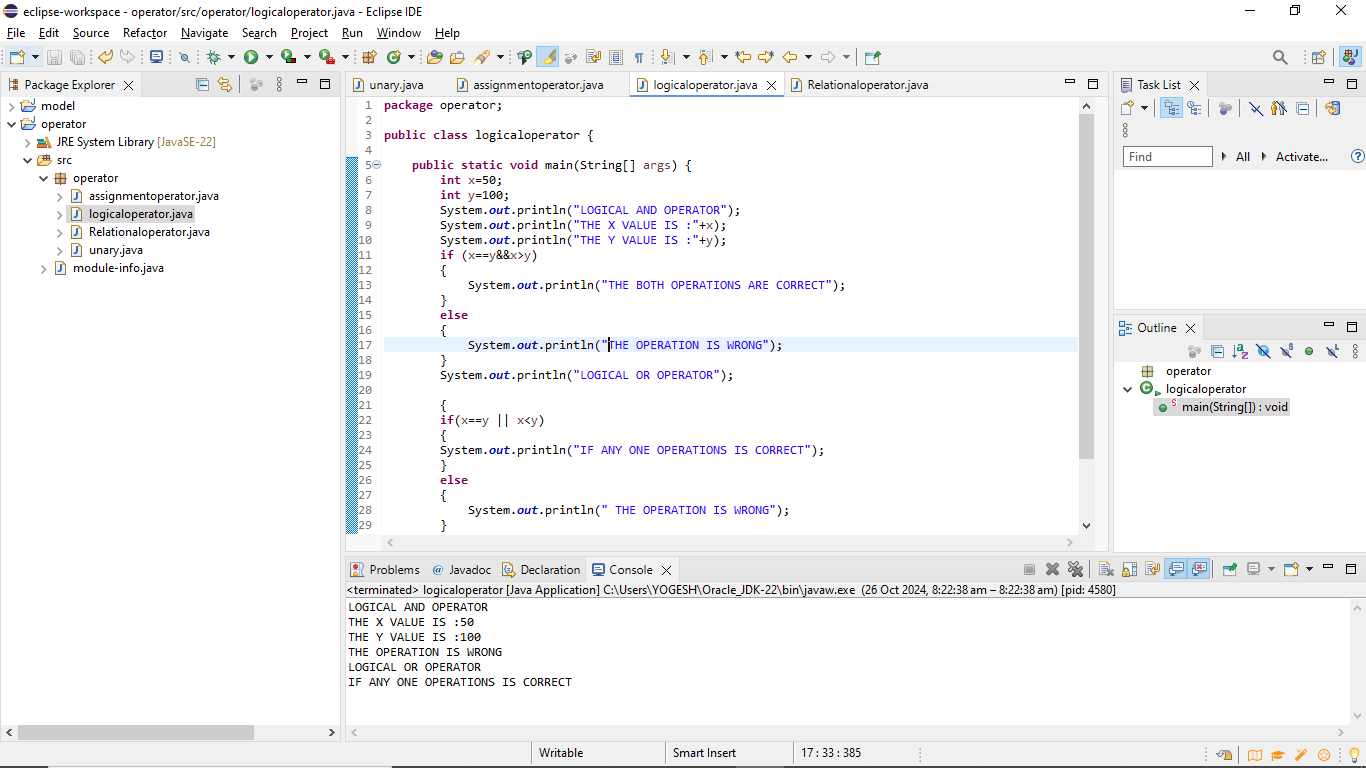 eclipse-workspace - operator/src/operator/logicaloperator.java - Eclipse IDE
File Edit Source Refactor Navigate Search Project Run Window Help
Package Explorer
model
operator
JRE System Library [JavaSE-22]
src
operator
assignmentoperator.java
logicaloperator.java
Relationaloperator.java
unary.java
module-info.java
unary.java assignmentoperator.java logicaloperator.java Relationaloperator.java
1 package operator;
2
3 public class logicaloperator {
4
5 public static void main(String[] args) {
6 int x=50;
7 int y=100;
8 System.out.println("LOGICAL AND OPERATOR");
9 System.out.println("THE X VALUE IS :"+x);
10 System.out.println("THE Y VALUE IS :"+y);
11 if (x==y&&x>y)
12 {
13 System.out.println("THE BOTH OPERATIONS ARE CORRECT");
14 }
15 else
16 {
17 System.out.println("THE OPERATION IS WRONG");
18 }
19 System.out.println("LOGICAL OR OPERATOR");
20
21 {
22 if(x==y || x<y)
23 {
24 System.out.println("IF ANY ONE OPERATIONS IS CORRECT");
25 }
26 else
27 {
28 System.out.println(" THE OPERATION IS WRONG");
29 }
Task List
Find All Activate...
Outline
operator
logicaloperator
main(String[]) : void
Problems @ Javadoc Declaration Console
<terminated> logicaloperator [Java Application] C:\Users\YOGESH\Oracle_JDK-22\bin\javaw.exe (26 Oct 2024, 8:22:38 am – 8:22:38 am) [pid: 4580]
LOGICAL AND OPERATOR
THE X VALUE IS :50
THE Y VALUE IS :100
THE OPERATION IS WRONG
LOGICAL OR OPERATOR
IF ANY ONE OPERATIONS IS CORRECT
Writable Smart Insert 17 : 33 : 385